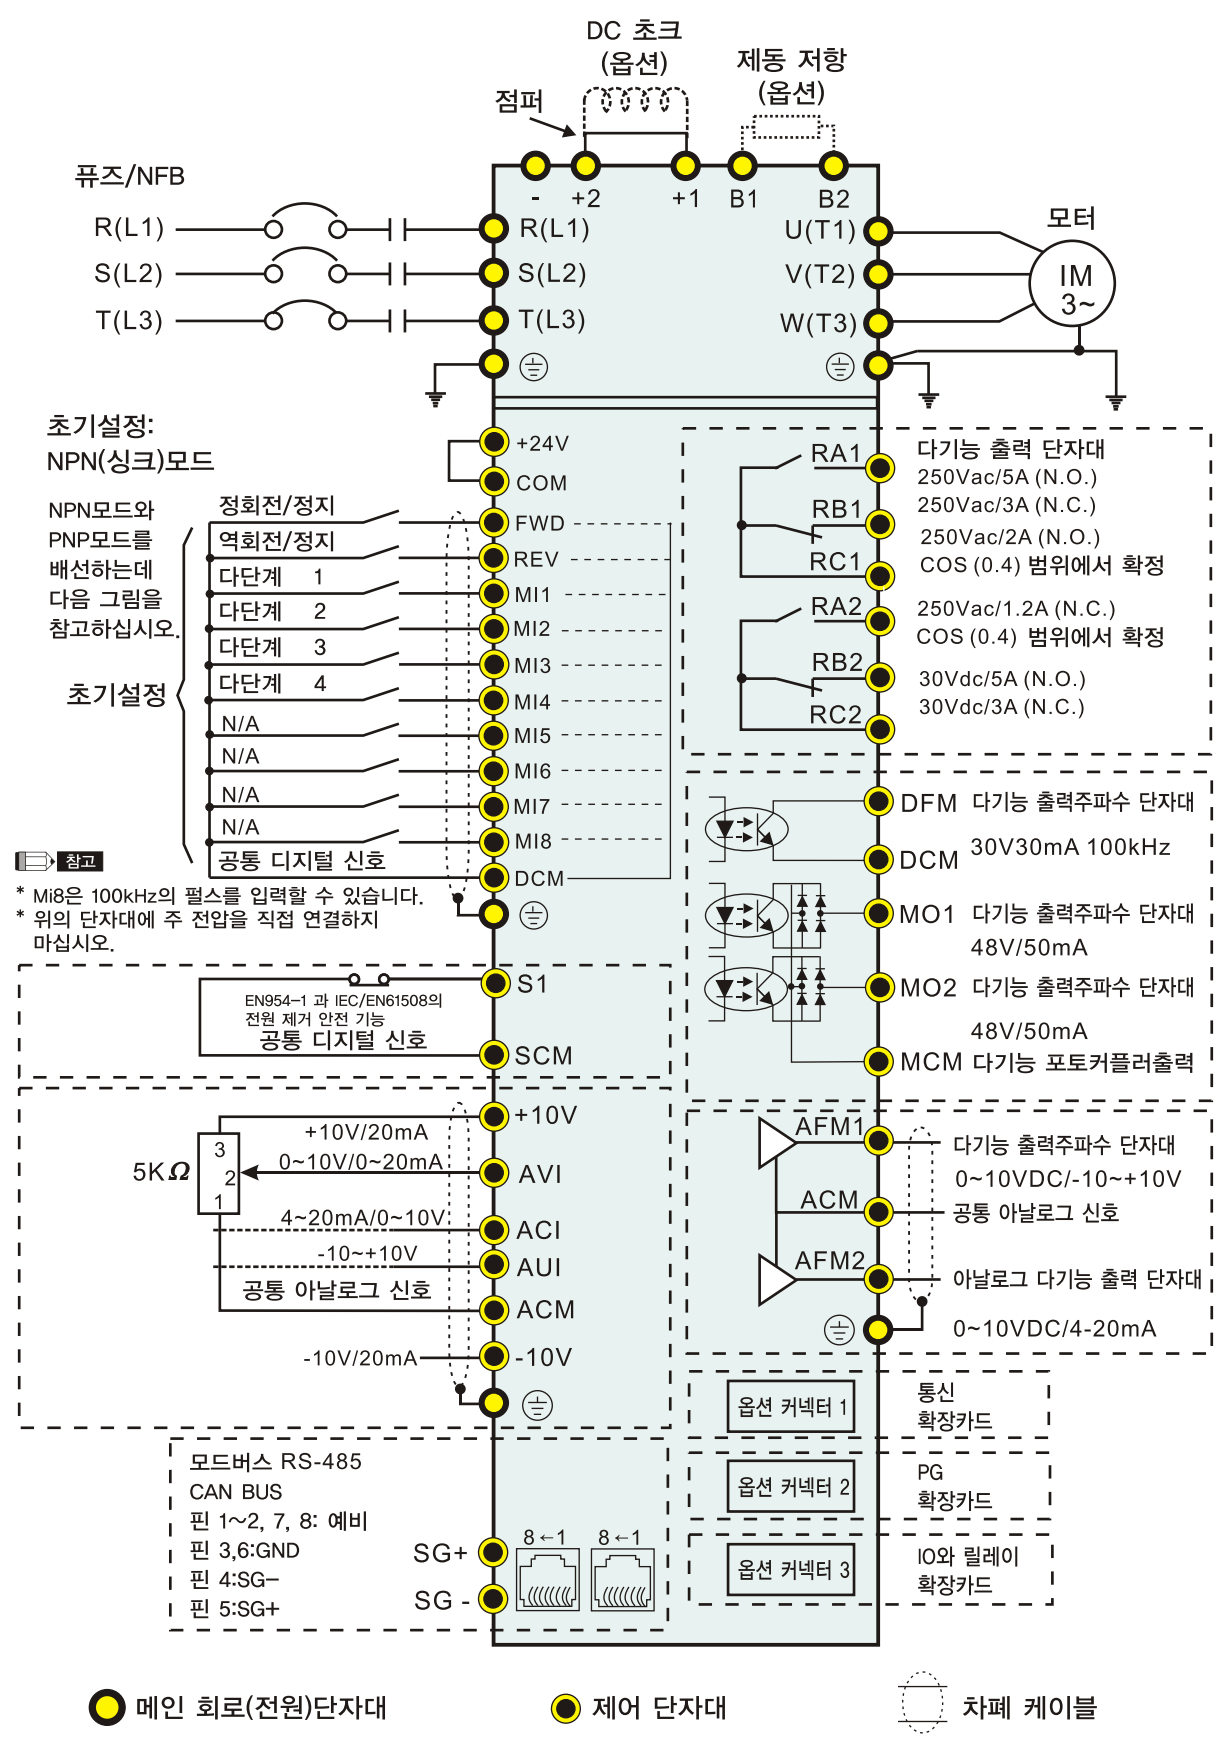 DC 초크
(옵션)
제동 저항
(옵션)
점퍼
퓨즈/NFB
-
+2
+1
B1
B2
R(L1)
R(L1)
U(T1)
모터
S(L2)
S(L2)
V(T2)
IM
3~
T(L3)
T(L3)
W(T3)
초기설정:
NPN(싱크)모드
NPN모드와
PNP모드를
배선하는데
다음 그림을
참고하십시오.
초기설정
+24V
COM
정회전/정지
FWD
역회전/정지
REV
다단계 1
MI1
다단계 2
MI2
다단계 3
MI3
다단계 4
MI4
N/A
MI5
N/A
MI6
N/A
MI7
N/A
MI8
공통 디지털 신호
DCM
참고
* Mi8은 100kHz의 펄스를 입력할 수 있습니다.
* 위의 단자대에 주 전압을 직접 연결하지
마십시오.
RA1
RB1
RC1
RA2
RB2
RC2
다기능 출력 단자대
250Vac/5A (N.O.)
250Vac/3A (N.C.)
250Vac/2A (N.O.)
COS (0.4) 범위에서 확정
250Vac/1.2A (N.C.)
COS (0.4) 범위에서 확정
30Vdc/5A (N.O.)
30Vdc/3A (N.C.)
DFM 다기능 출력주파수 단자대
DCM 30V30mA 100kHz
MO1 다기능 출력주파수 단자대
48V/50mA
MO2 다기능 출력주파수 단자대
48V/50mA
MCM 다기능 포토커플러출력
S1
EN954-1 과 IEC/EN61508의
전원 제거 안전 기능
공통 디지털 신호
SCM
+10V
+10V/20mA
5KΩ
3
2
1
0~10V/0~20mA
AVI
4~20mA/0~10V
ACI
-10~+10V
AUI
공통 아날로그 신호
ACM
-10V/20mA
-10V
AFM1
다기능 출력주파수 단자대
0~10VDC/-10~+10V
ACM
공통 아날로그 신호
AFM2
아날로그 다기능 출력 단자대
0~10VDC/4-20mA
모드버스 RS-485
CAN BUS
핀 1~2, 7, 8: 예비
핀 3,6:GND
핀 4:SG-
핀 5:SG+
SG+
SG -
8←1
8←1
옵션 커넥터 1
통신
확장카드
옵션 커넥터 2
PG
확장카드
옵션 커넥터 3
IO와 릴레이
확장카드
메인 회로(전원)단자대
제어 단자대
차폐 케이블